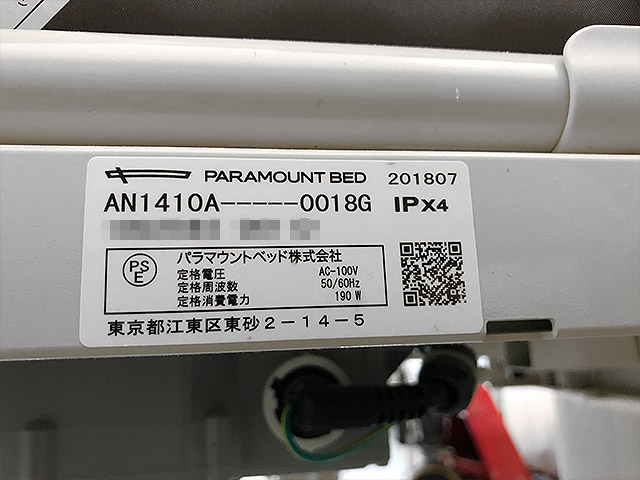 PARAMOUNT BED 201807
AN1410A-----0018G IPX4
PSE
パラマウントベッド株式会社
定格電圧 AC-100V
定格周波数 50/60Hz
定格消費電力 190 W
東京都江東区東砂2-14-5